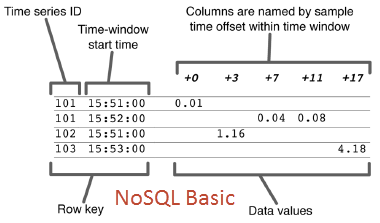 Time series ID
Time-window
start time
Columns are named by sample
time offset within time window
+0 +3 +7 +11 +17
101 15:51:00 0.01
101 15:52:00 0.04 0.08
102 15:51:00 1.16
103 15:53:00 4.18
Row key
NoSQL Basic
Data values